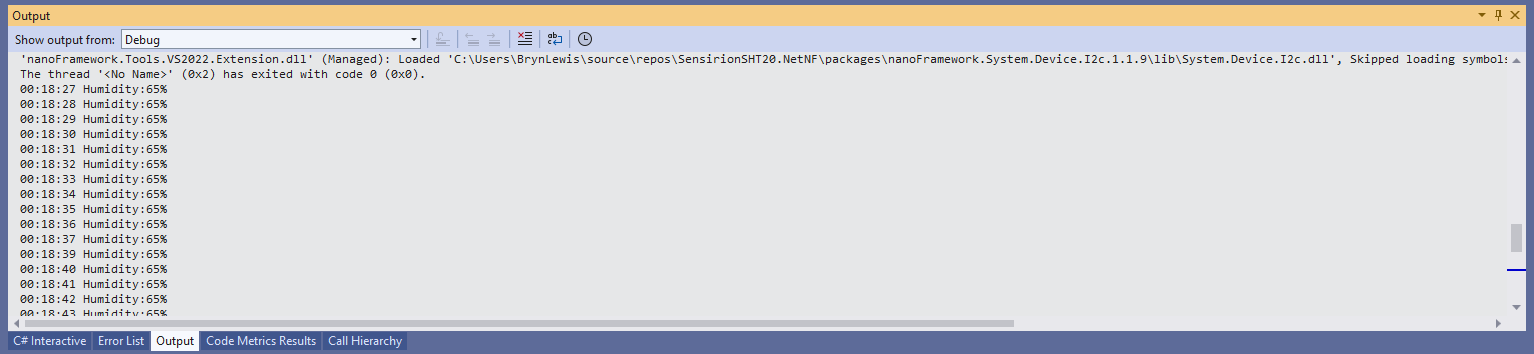 Output
Show output from: Debug
'nanoFramework.Tools.VS2022.Extension.dll' (Managed): Loaded 'C:\Users\BrynLewis\source\repos\SensirionSHT20.NetNF\packages\nanoFramework.System.Device.I2c.1.1.9\lib\System.Device.I2c.dll', Skipped loading symbols
The thread '<No Name>' (0x2) has exited with code 0 (0x0).
00:18:27 Humidity:65%
00:18:28 Humidity:65%
00:18:29 Humidity:65%
00:18:30 Humidity:65%
00:18:31 Humidity:65%
00:18:32 Humidity:65%
00:18:33 Humidity:65%
00:18:34 Humidity:65%
00:18:35 Humidity:65%
00:18:36 Humidity:65%
00:18:37 Humidity:65%
00:18:39 Humidity:65%
00:18:40 Humidity:65%
00:18:41 Humidity:65%
00:18:42 Humidity:65%
00:18:43 Humidity:65%
C# Interactive Error List Output Code Metrics Results Call Hierarchy